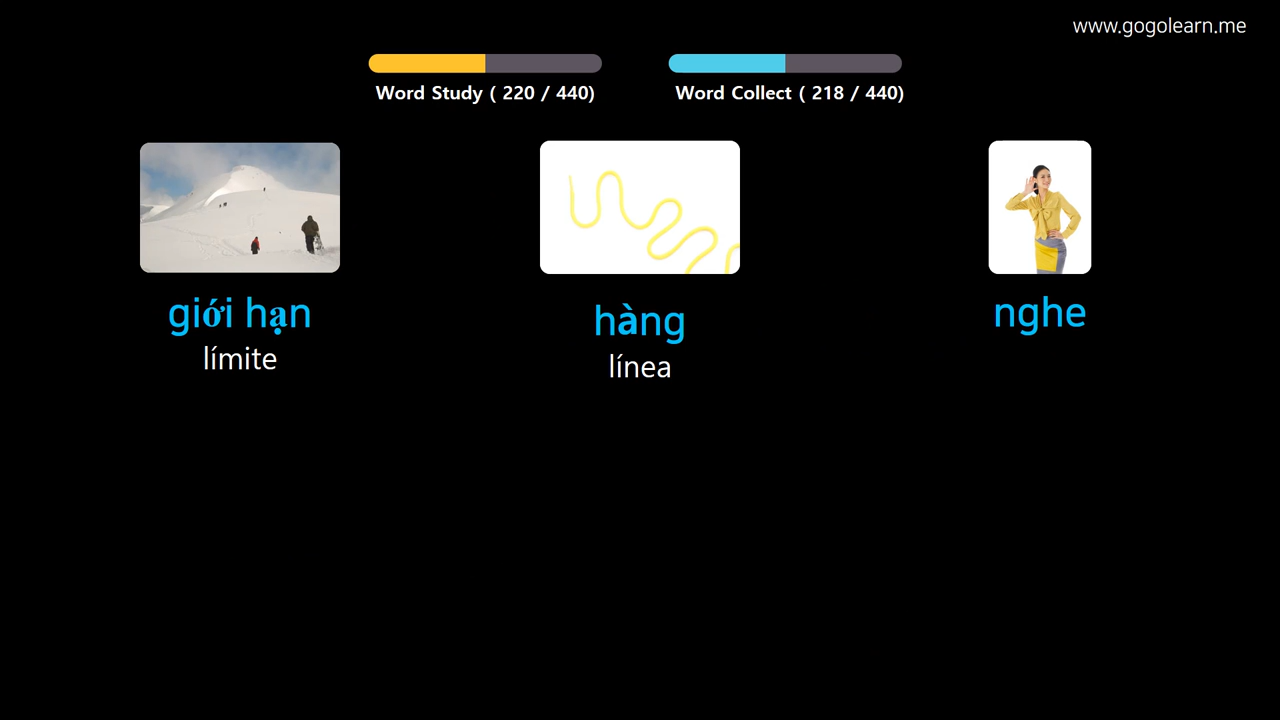 www.gogolearn.me
Word Study ( 220 / 440)
Word Collect ( 218 / 440)
giới hạn
límite
hàng
línea
nghe